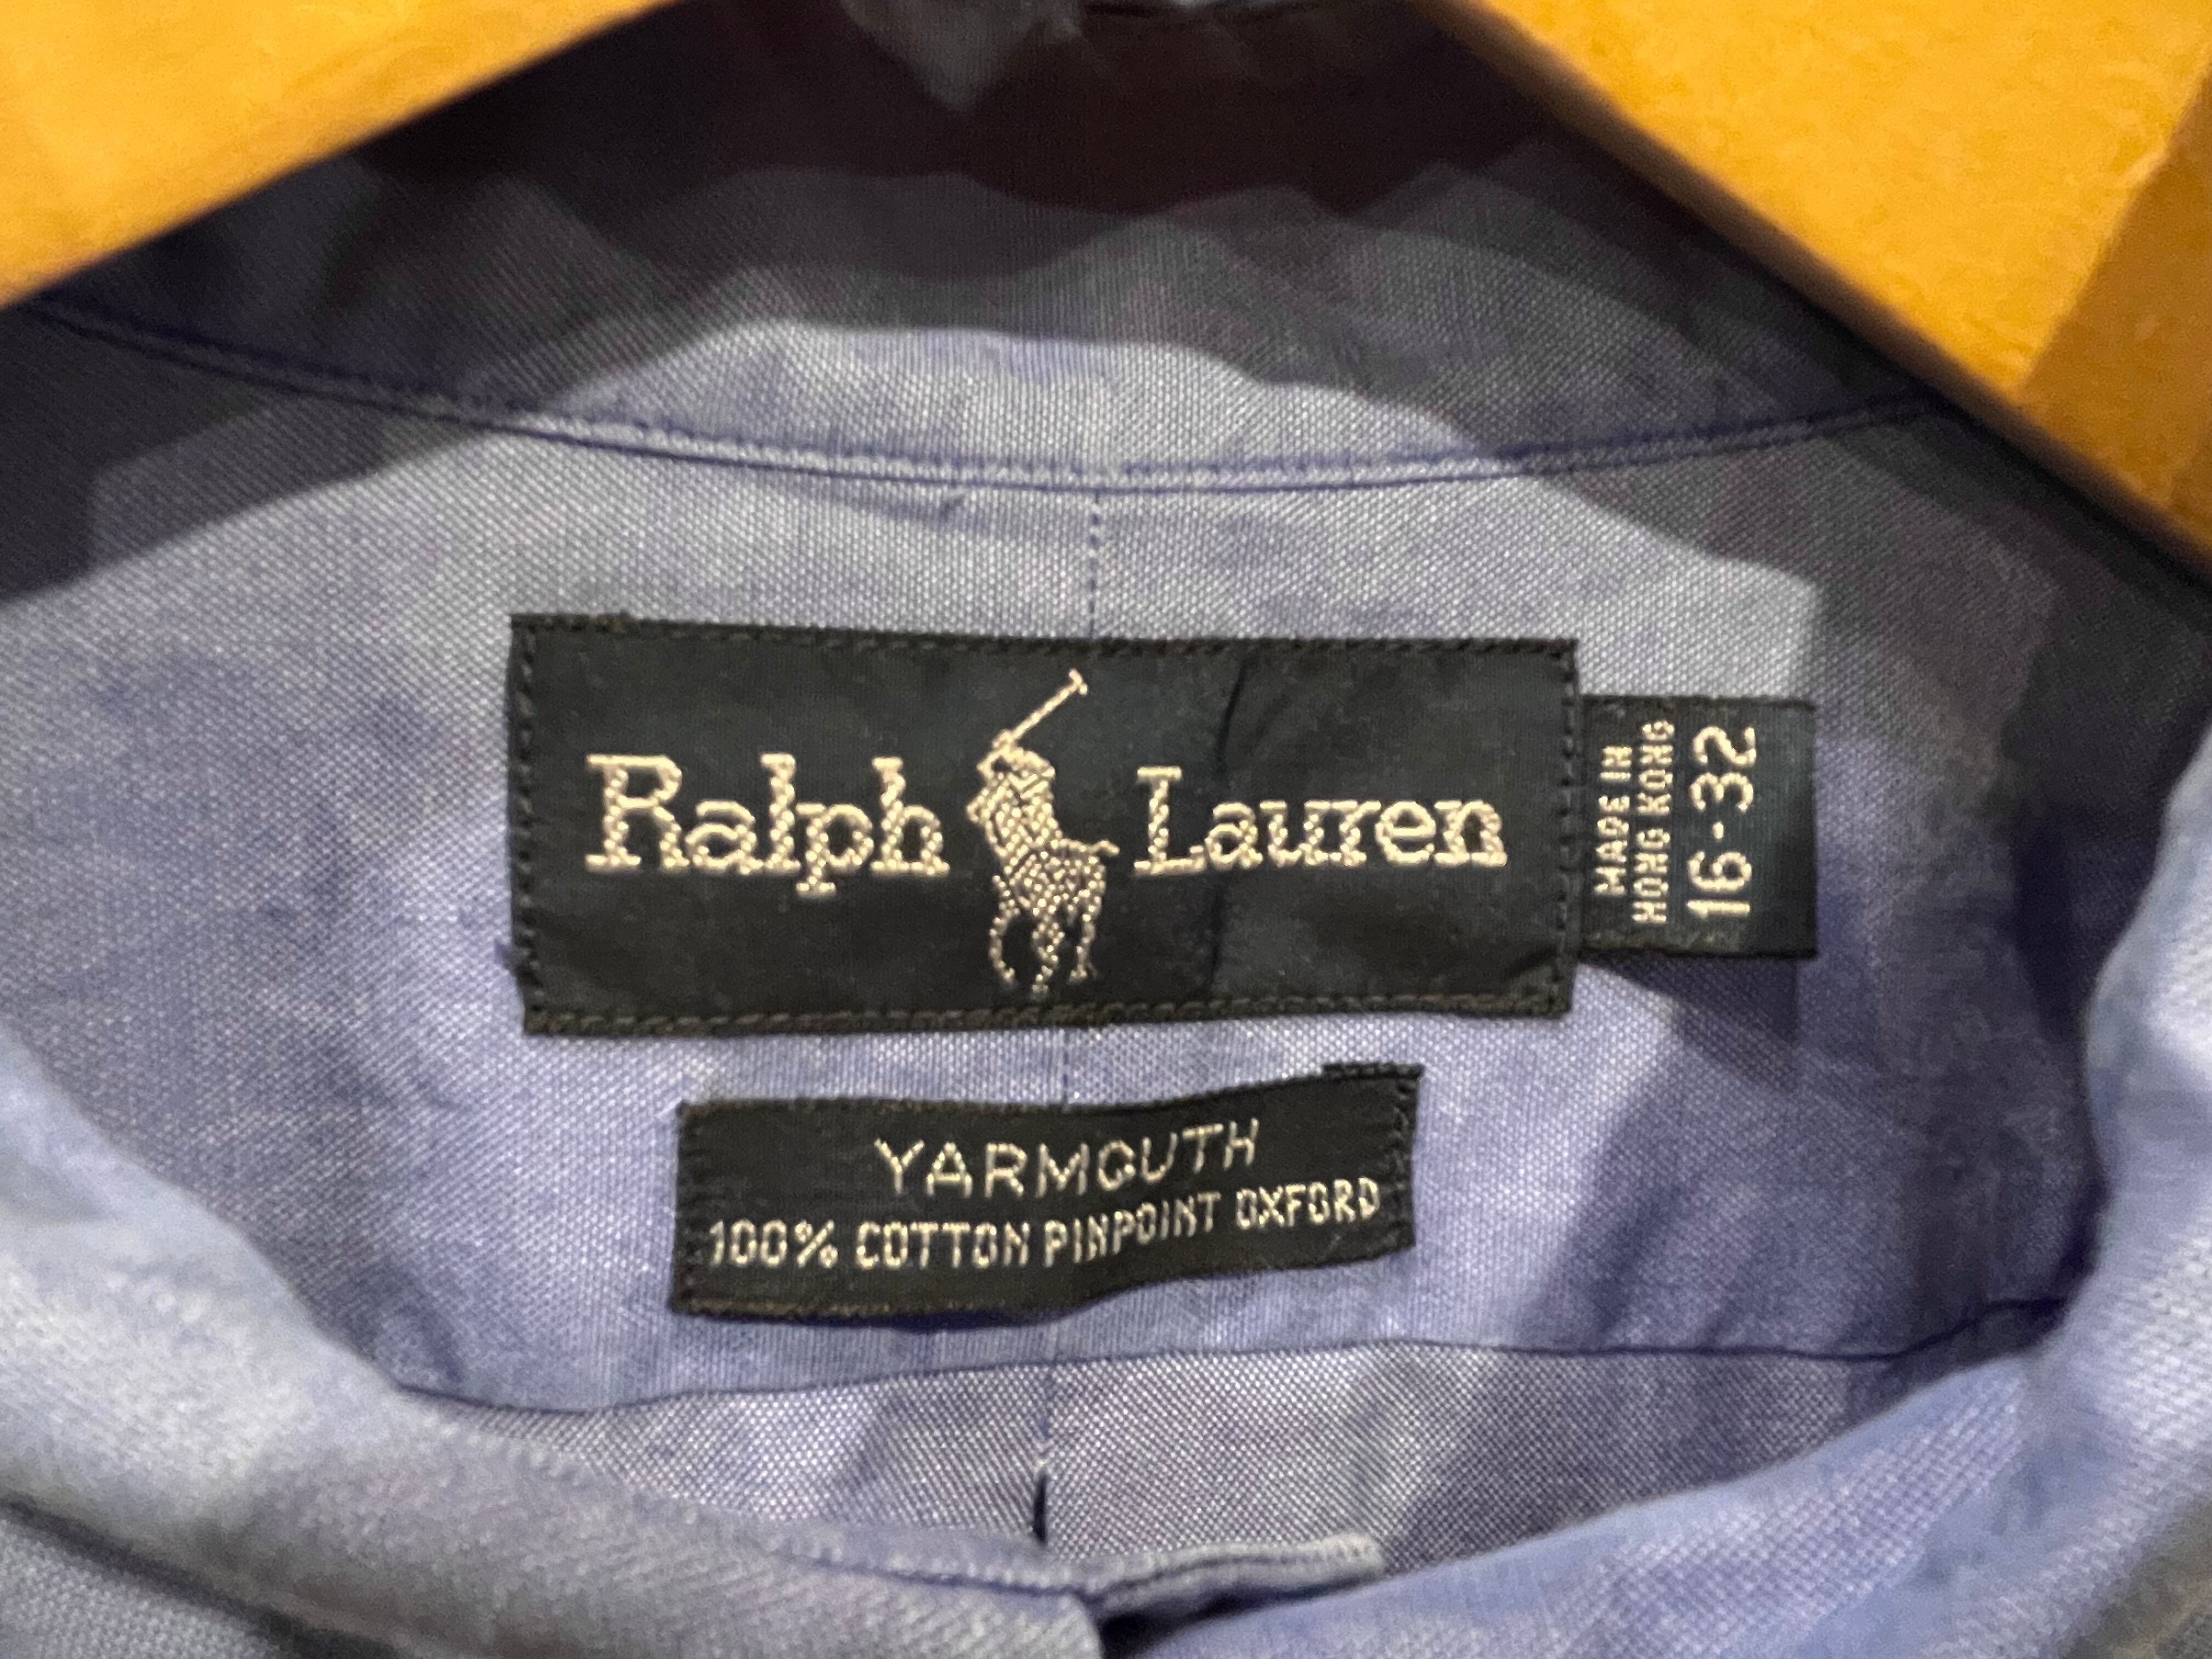 Ralph Lauren
MADE IN
HONG KONG
16-32
YARMOUTH
100% COTTON PINPOINT OXFORD